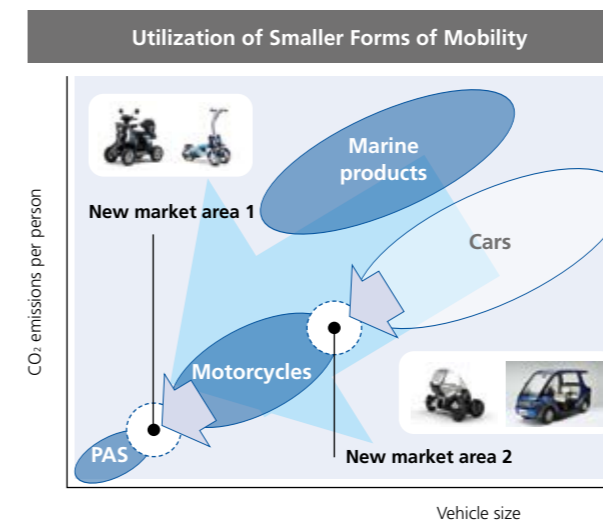 Utilization of Smaller Forms of Mobility
Marine
products
New market area 1
Cars
CO₂ emissions per person
Motorcycles
PAS
New market area 2
Vehicle size